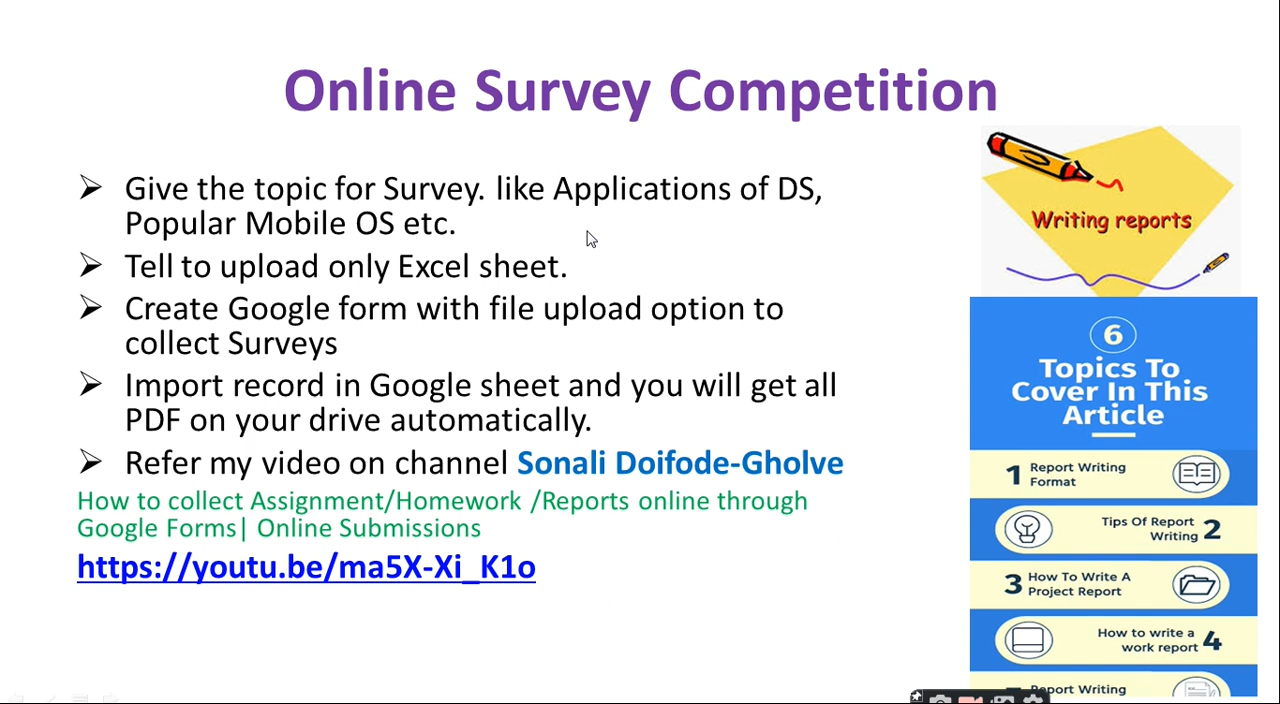 Online Survey Competition
Give the topic for Survey. like Applications of DS,
Popular Mobile OS etc.
Tell to upload only Excel sheet.
Create Google form with file upload option to
collect Surveys
Import record in Google sheet and you will get all
PDF on your drive automatically.
Refer my video on channel Sonali Doifode-Gholve
How to collect Assignment/Homework /Reports online through
Google Forms| Online Submissions
https://youtu.be/ma5X-Xi_K1o
Writing reports
6
Topics To
Cover In This
Article
1 Report Writing
Format
Tips Of Report
Writing 2
3 How To Write A
Project Report
How to write a
work report 4
Report Writing